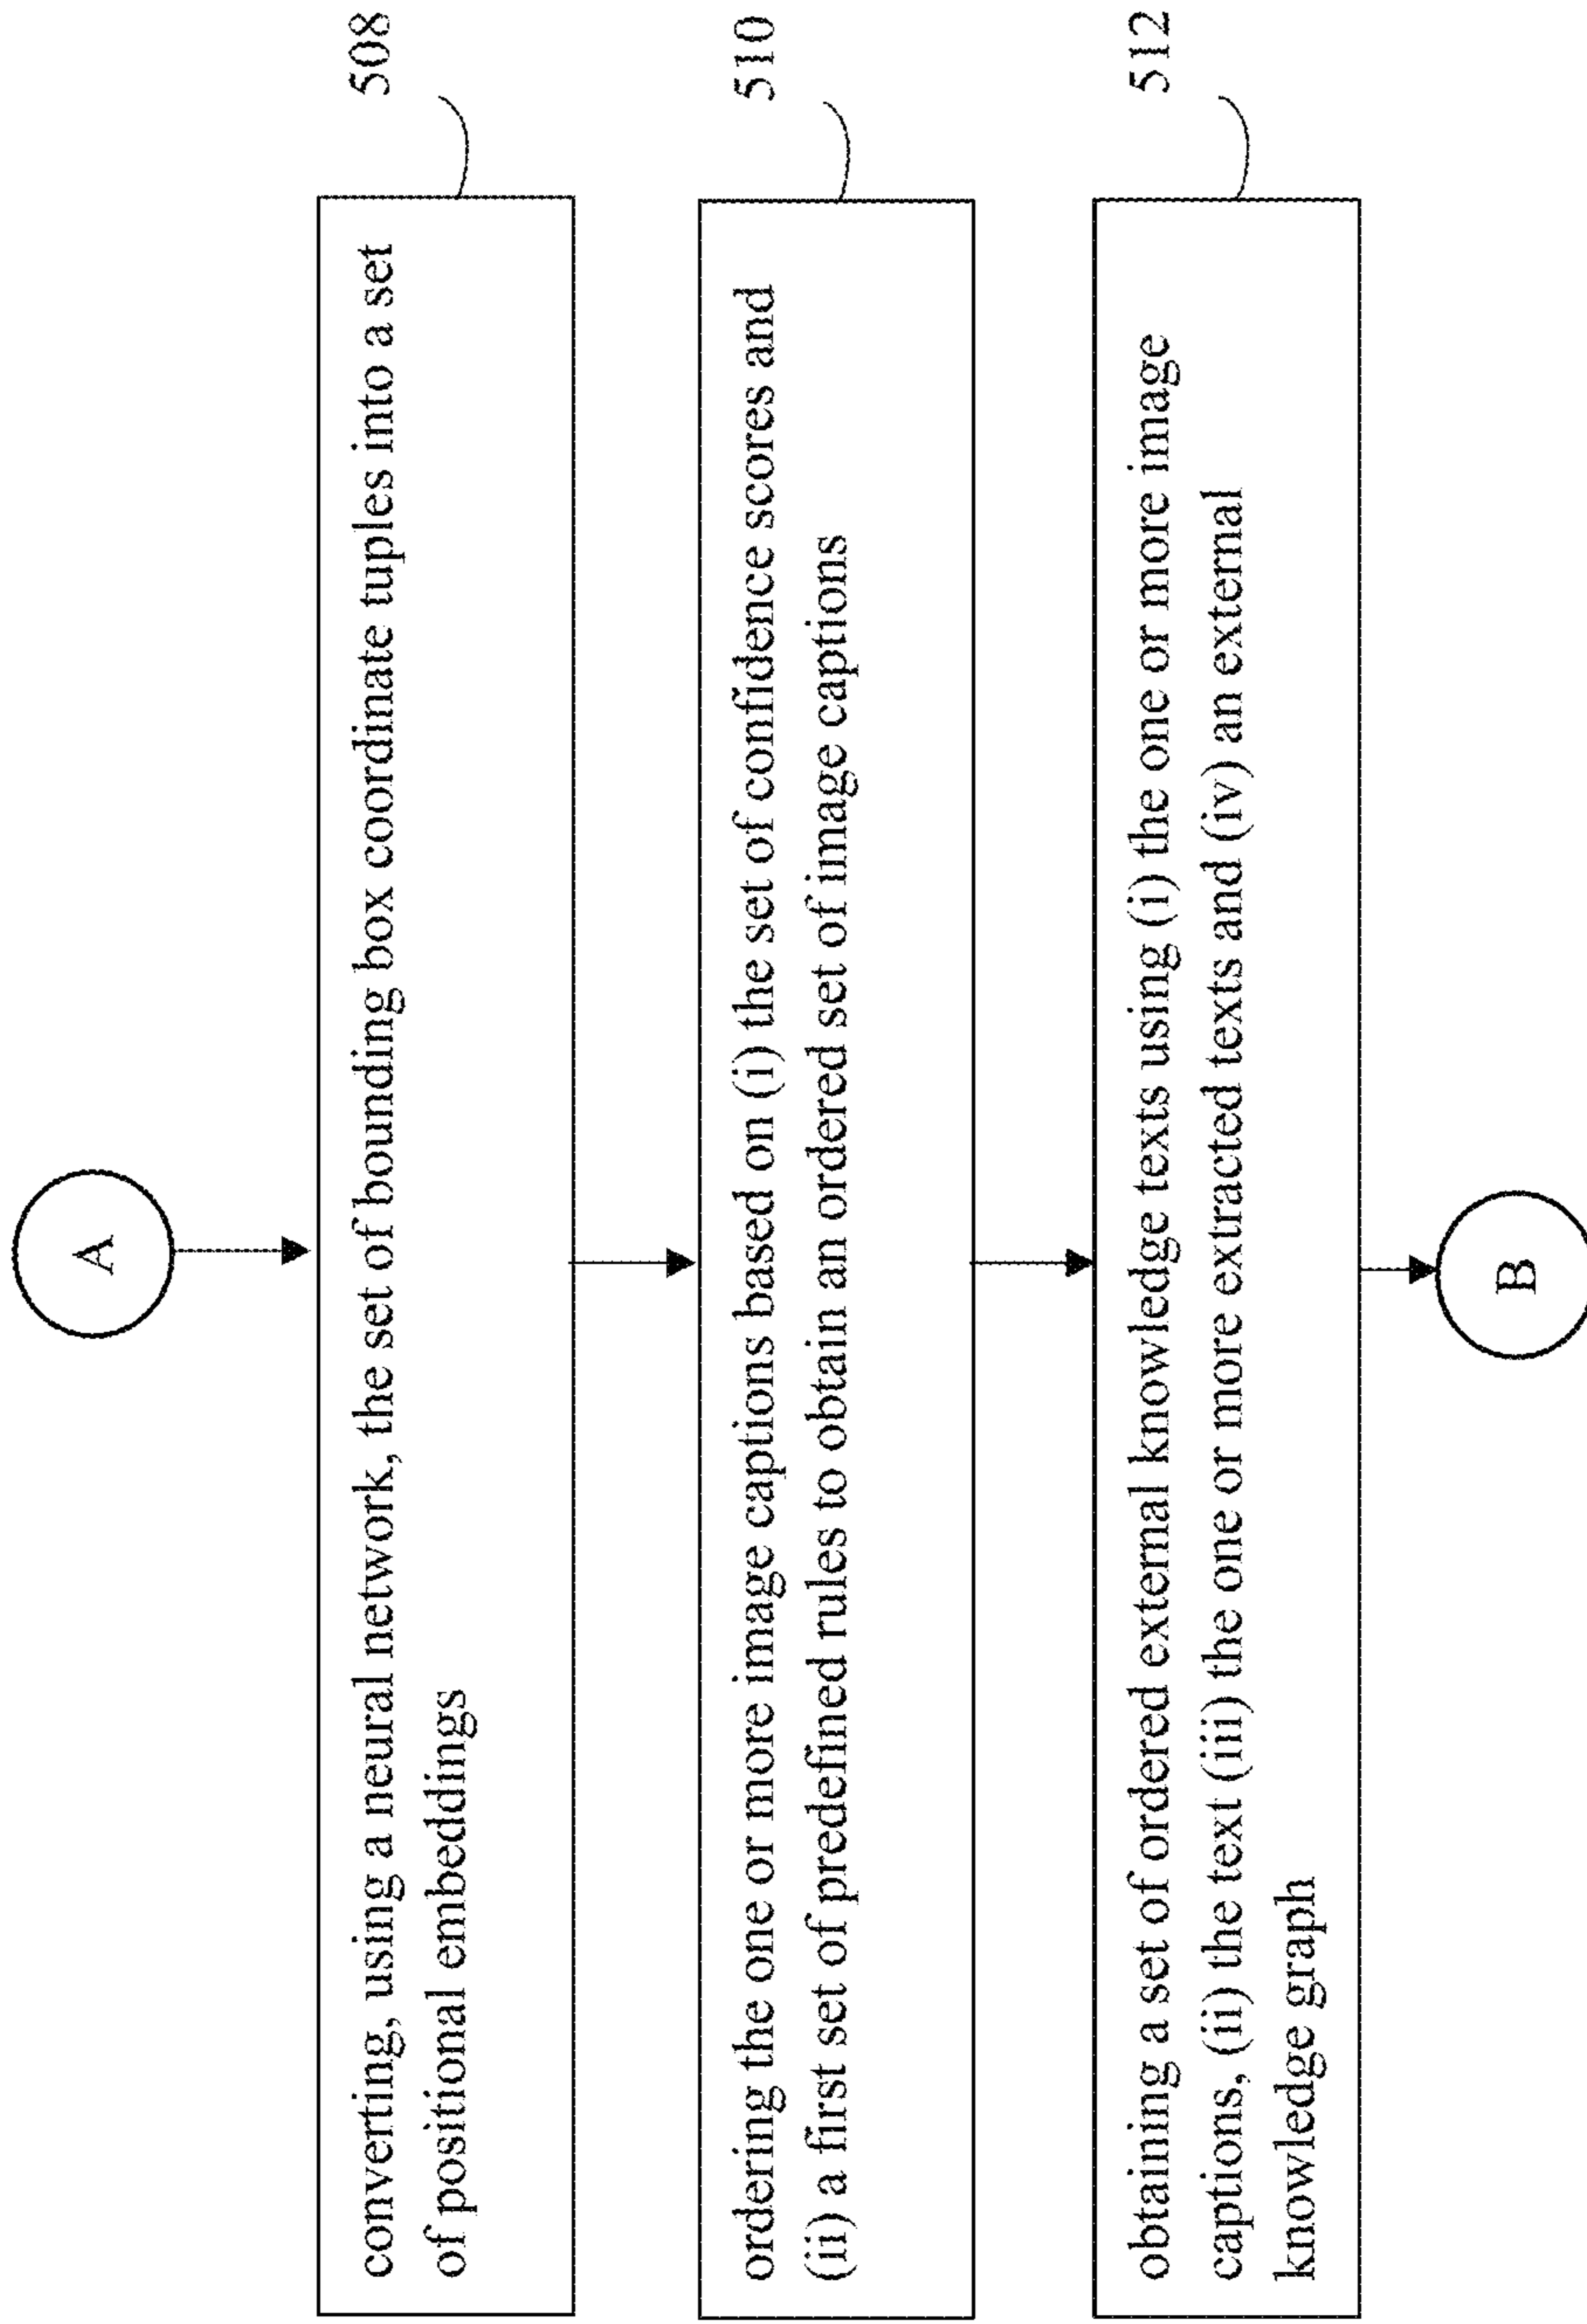 A
converting, using a neural network, the set of bounding box coordinate tuples into a set
of positional embeddings
508
ordering the one or more image captions based on (i) the set of confidence scores and
(ii) a first set of predefined rules to obtain an ordered set of image captions
510
obtaining a set of ordered external knowledge texts using (i) the one or more image
captions, (ii) the text (iii) the one or more extracted texts and (iv) an external
knowledge graph
512
B